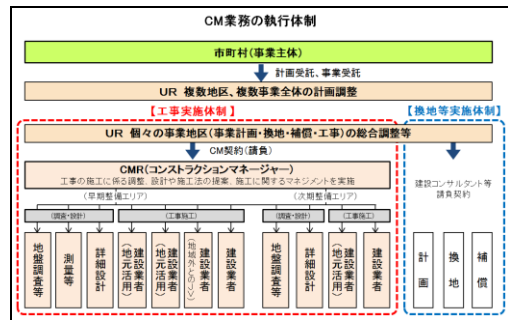 CM業務の執行体制
市町村(事業主体)
計画受託、事業受託
UR 複数地区、複数事業全体の計画調整
【工事実施体制】
【換地等実施体制】
UR 個々の事業地区(事業計画・換地・補償・工事)の総合調整等
CM契約(請負)
CMR(コンストラクションマネージャー)
工事の施工に係る調整、設計や施工法の提案、施工に関するマネジメントを実施
(早期整備エリア)
(次期整備エリア)
建設コンサルタント等
請負契約
(調査・設計)
(工事施工)
(調査・設計)
(工事施工)
地盤調査等
測量等
詳細設計
建設業者
(地元活用)
建設業者
(地元活用)
建設業者
(地域外とのJV)
建設業者
地盤調査等
詳細設計
建設業者
(地元活用)
建設業者
計画
換地
補償